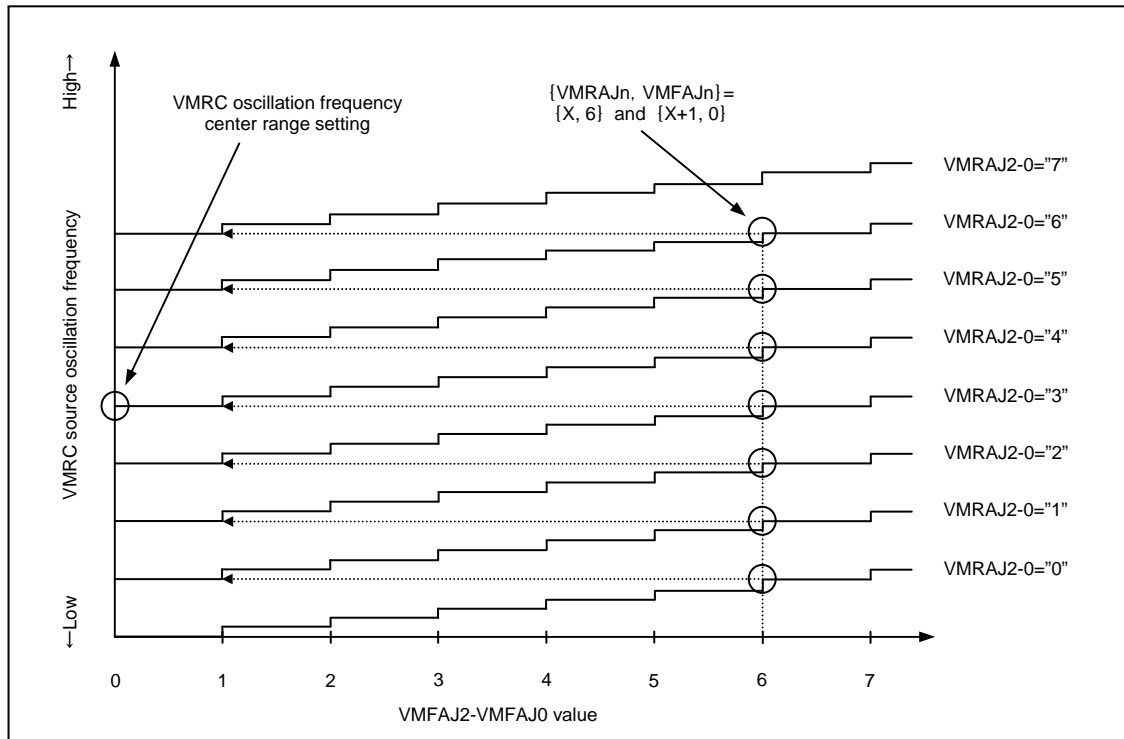 High→
VMRC source oscillation frequency
←Low
VMRC oscillation frequency
center range setting
{VMRAJn, VMFAJn}=
{X, 6} and {X+1, 0}
VMRAJ2-0=”7”
VMRAJ2-0=”6”
VMRAJ2-0=”5”
VMRAJ2-0=”4”
VMRAJ2-0=”3”
VMRAJ2-0=”2”
VMRAJ2-0=”1”
VMRAJ2-0=”0”
0 1 2 3 4 5 6 7
VMFAJ2-VMFAJ0 value